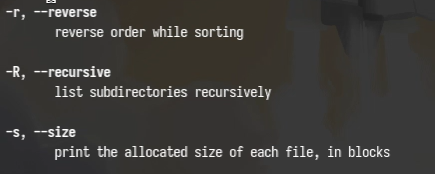 -r, --reverse
reverse order while sorting
-R, --recursive
list subdirectories recursively
-s, --size
print the allocated size of each file, in blocks